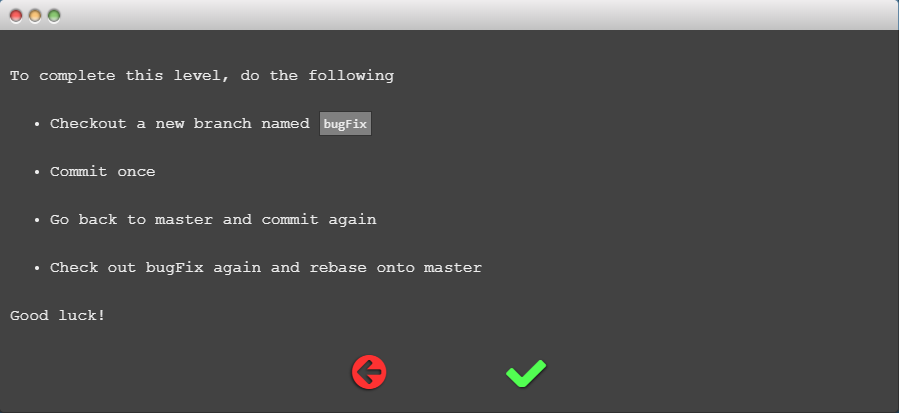 To complete this level, do the following
• Checkout a new branch named bugFix
• Commit once
• Go back to master and commit again
• Check out bugFix again and rebase onto master
Good luck!